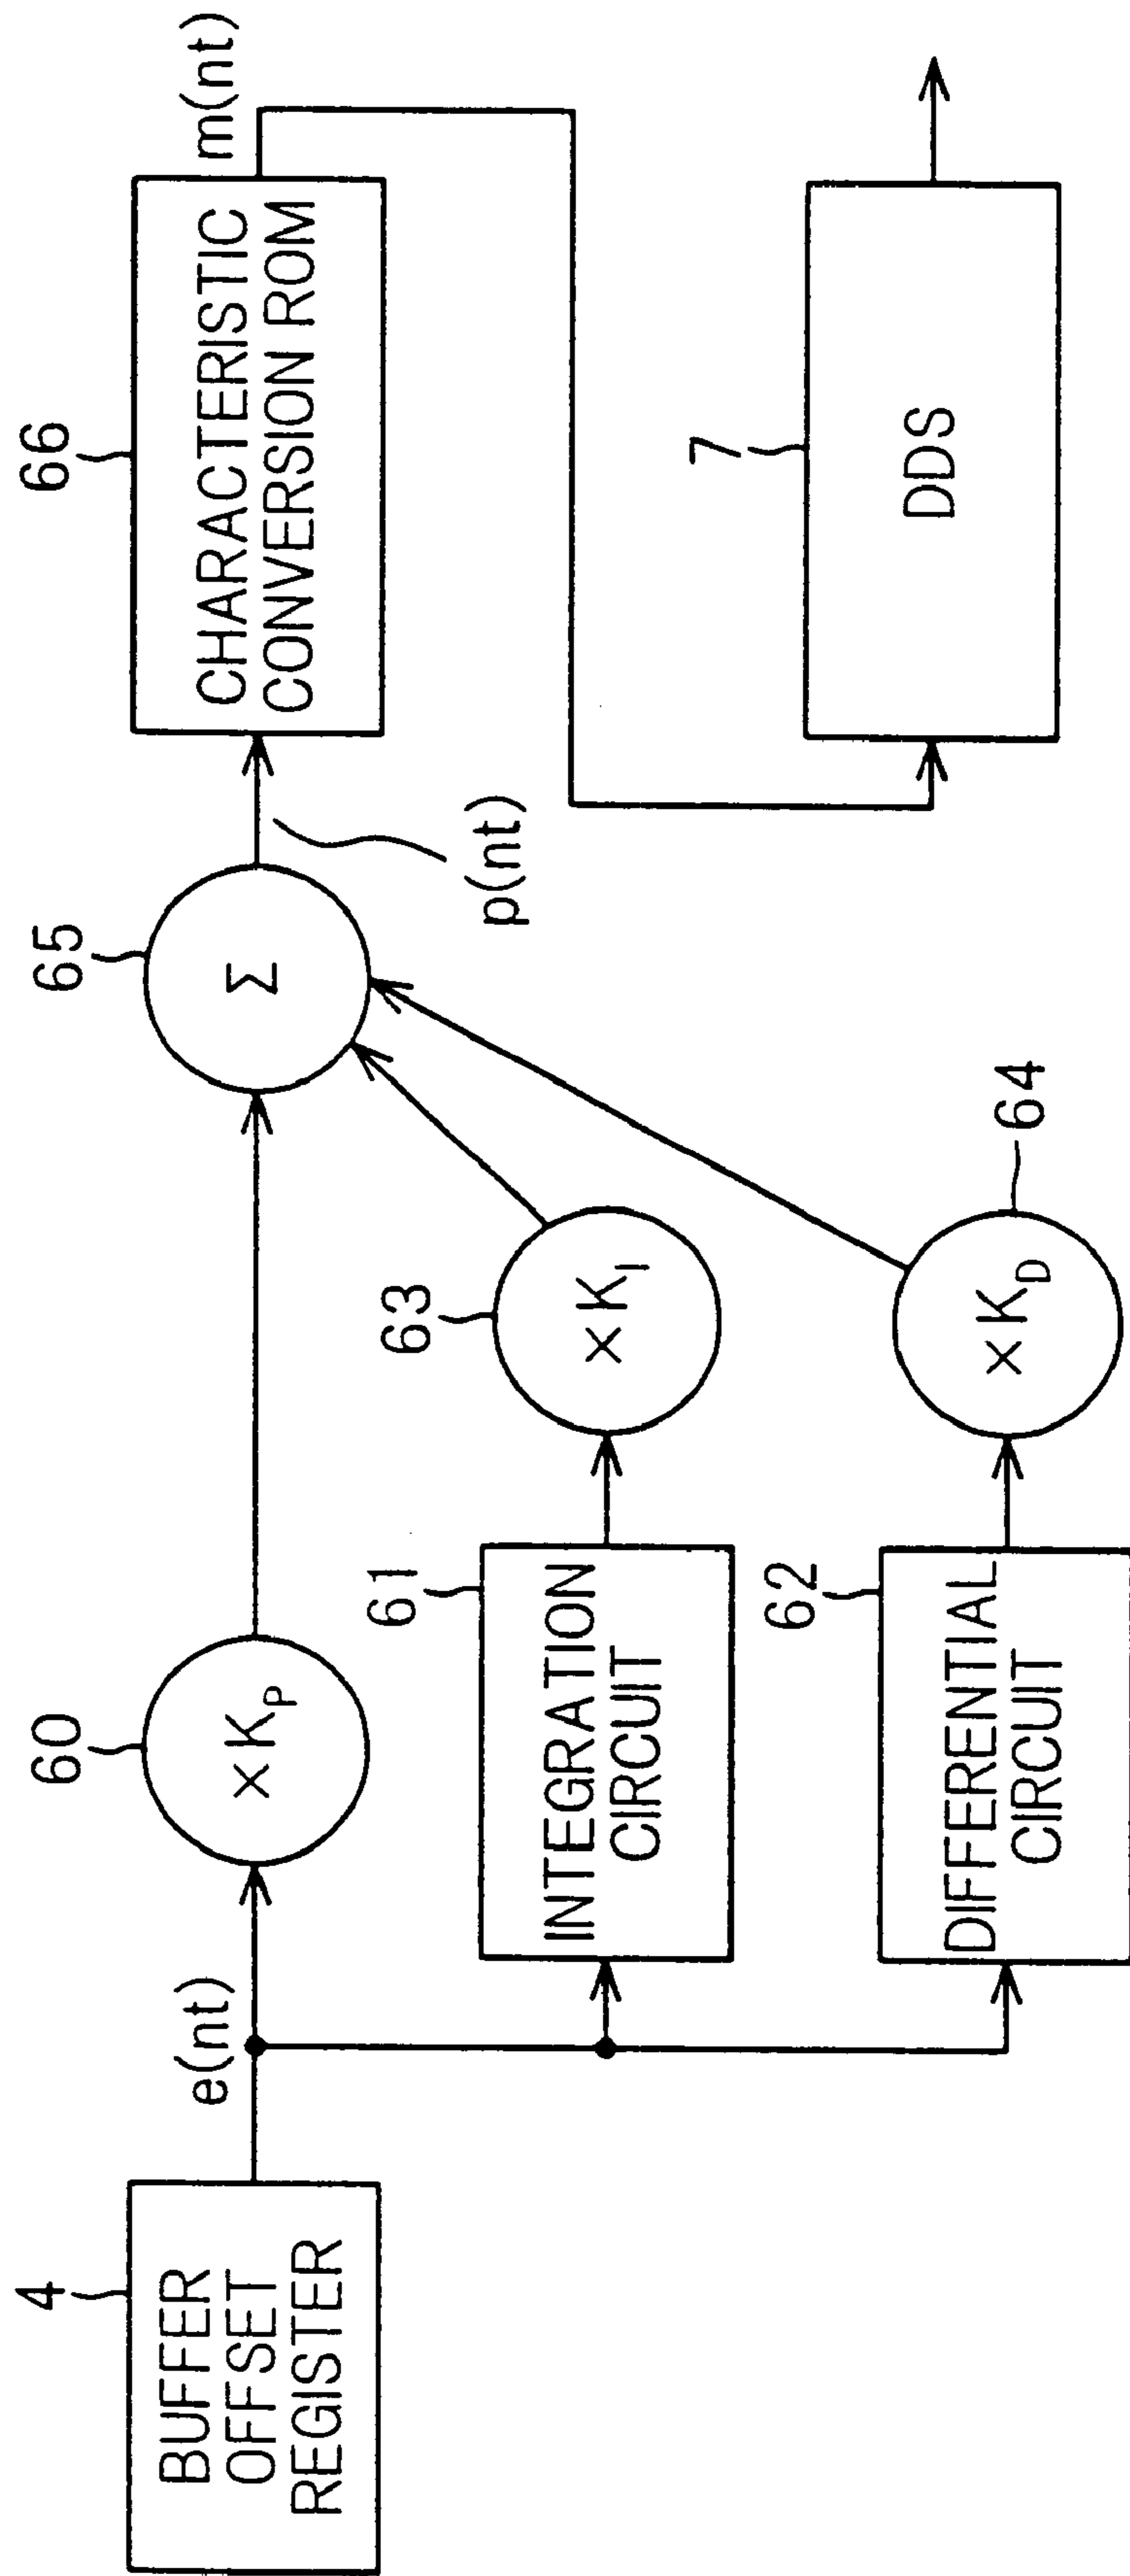 4
BUFFER
OFFSET
REGISTER
e(nt)
60
×K_P
61
INTEGRATION
CIRCUIT
62
DIFFERENTIAL
CIRCUIT
63
×K_I
64
×K_D
65
Σ
p(nt)
66
CHARACTERISTIC
CONVERSION ROM
m(nt)
7
DDS